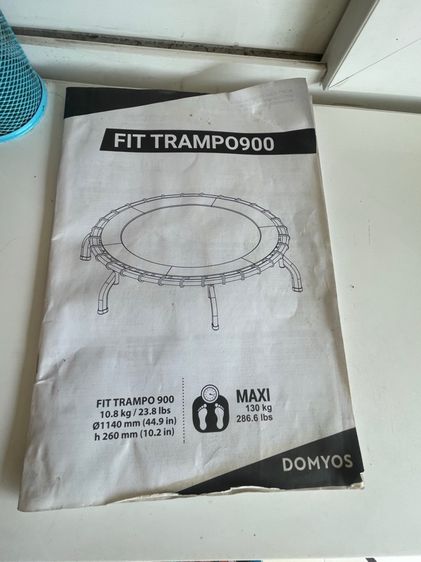 FIT TRAMPO900
FIT TRAMPO 900
10.8 kg / 23.8 lbs
Ø1140 mm (44.9 in)
h 260 mm (10.2 in)
MAXI
130 kg
286.6 lbs
DOMYOS